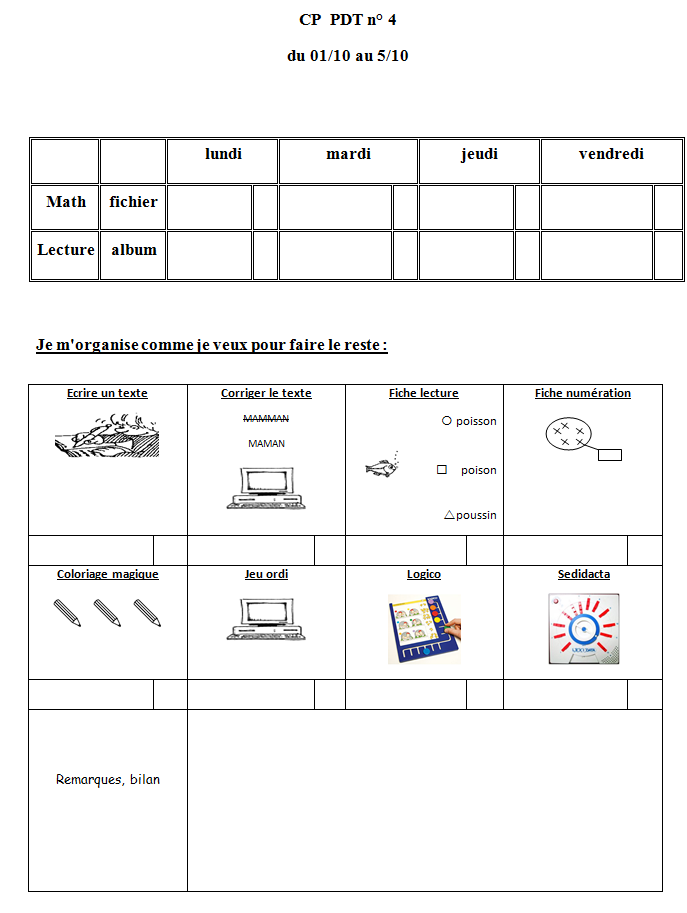 CP PDT n° 4
du 01/10 au 5/10
lundi mardi jeudi vendredi
Math fichier
Lecture album
Je m'organise comme je veux pour faire le reste :
Ecrire un texte Corriger le texte Fiche lecture Fiche numération
MAMMAN
MAMAN
poisson
poison
poussin
Coloriage magique Jeu ordi Logico Sedidacta
Remarques, bilan